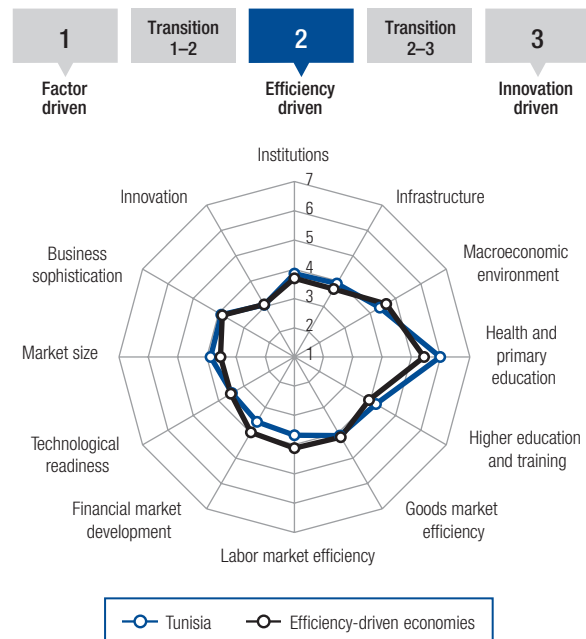 1
Transition
1–2
2
Transition
2–3
3
Factor
driven
Efficiency
driven
Innovation
driven
Institutions
Innovation
Infrastructure
Business
sophistication
Macroeconomic
environment
Market size
Health and
primary
education
Technological
readiness
Higher education
and training
Financial market
development
Goods market
efficiency
Labor market efficiency
7
6
5
4
3
2
1
Tunisia
Efficiency-driven economies